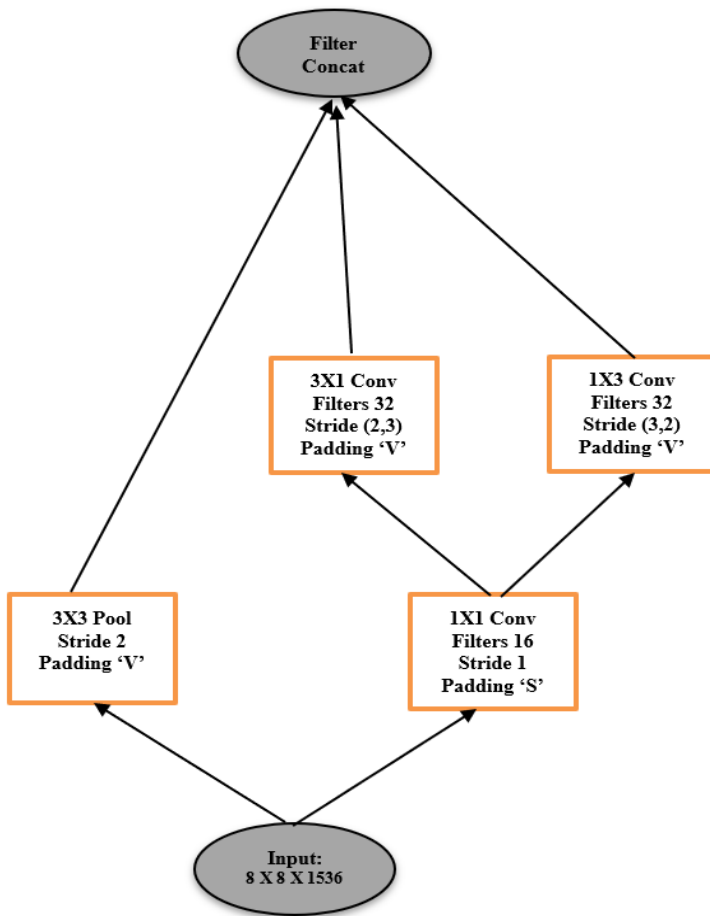 Filter
Concat
3X1 Conv
Filters 32
Stride (2,3)
Padding ‘V’
1X3 Conv
Filters 32
Stride (3,2)
Padding ‘V’
3X3 Pool
Stride 2
Padding ‘V’
1X1 Conv
Filters 16
Stride 1
Padding ‘S’
Input:
8 X 8 X 1536